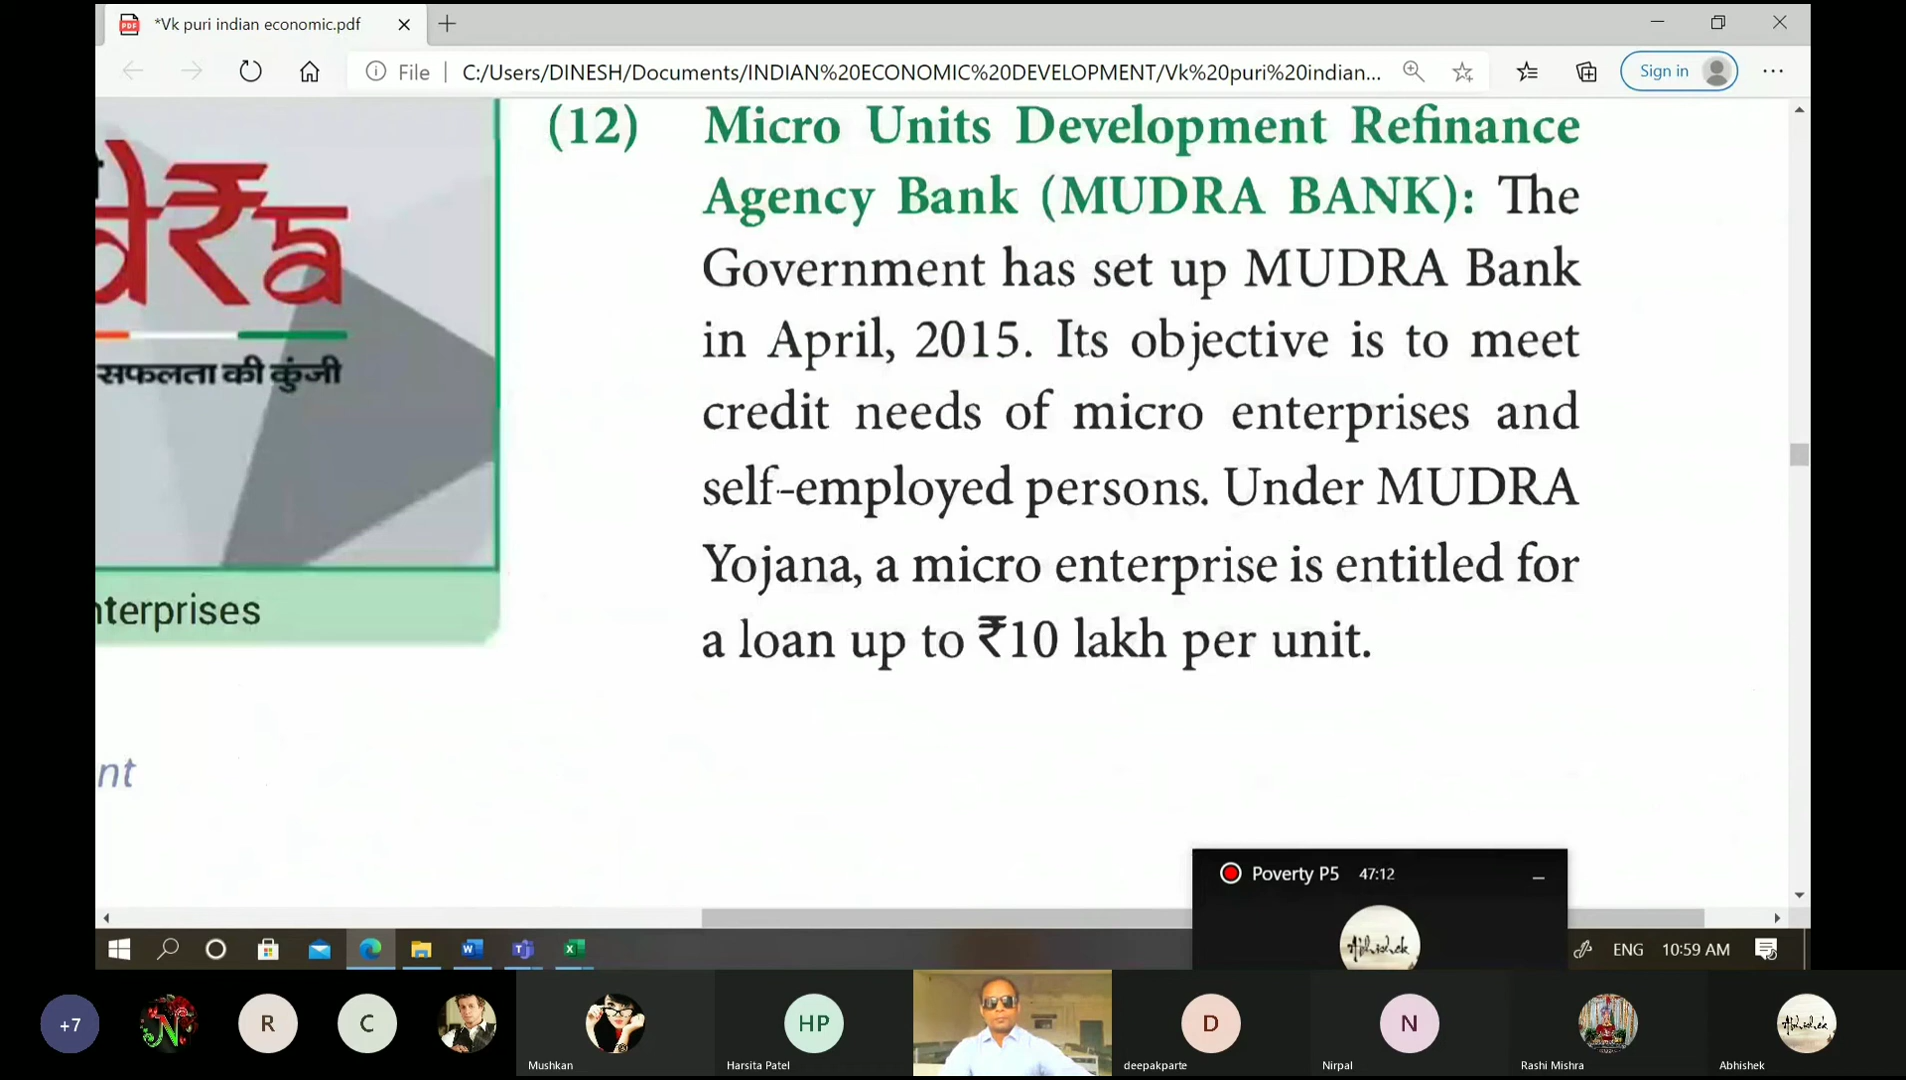 *Vk puri indian economic.pdf
File
C:/Users/DINESH/Documents/INDIAN%20ECONOMIC%20DEVELOPMENT/Vk%20puri%20indian...
Sign in
सफलता की कुंजी
nterprises
nt
(12) Micro Units Development Refinance
Agency Bank (MUDRA BANK): The
Government has set up MUDRA Bank
in April, 2015. Its objective is to meet
credit needs of micro enterprises and
self-employed persons. Under MUDRA
Yojana, a micro enterprise is entitled for
a loan up to ₹10 lakh per unit.
Poverty P5 47:12
Abhishek
ENG 10:59 AM
+7
N
R
C
HP
D
N
Abhishek
Mushkan
Harsita Patel
deepakparte
Nirpal
Rashi Mishra
Abhishek